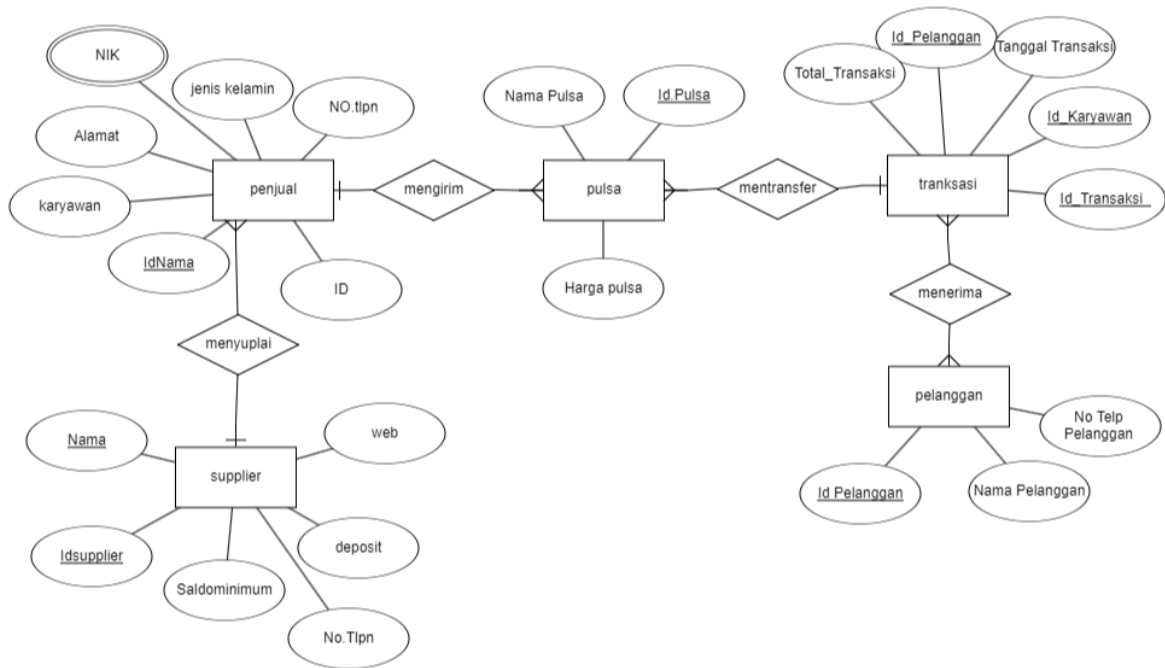 NIK
jenis kelamin
NO.tlpn
Alamat
karyawan
penjual
IdNama
ID
mengirim
Nama Pulsa
Id.Pulsa
pulsa
Harga pulsa
mentransfer
Id_Pelanggan
Tanggal Transaksi
Total_Transaksi
Id_Karyawan
tranksasi
Id_Transaksi
menerima
menyuplai
pelanggan
No Telp
Pelanggan
Id Pelanggan
Nama Pelanggan
Nama
web
supplier
Idsupplier
deposit
Saldominimum
No.Tlpn